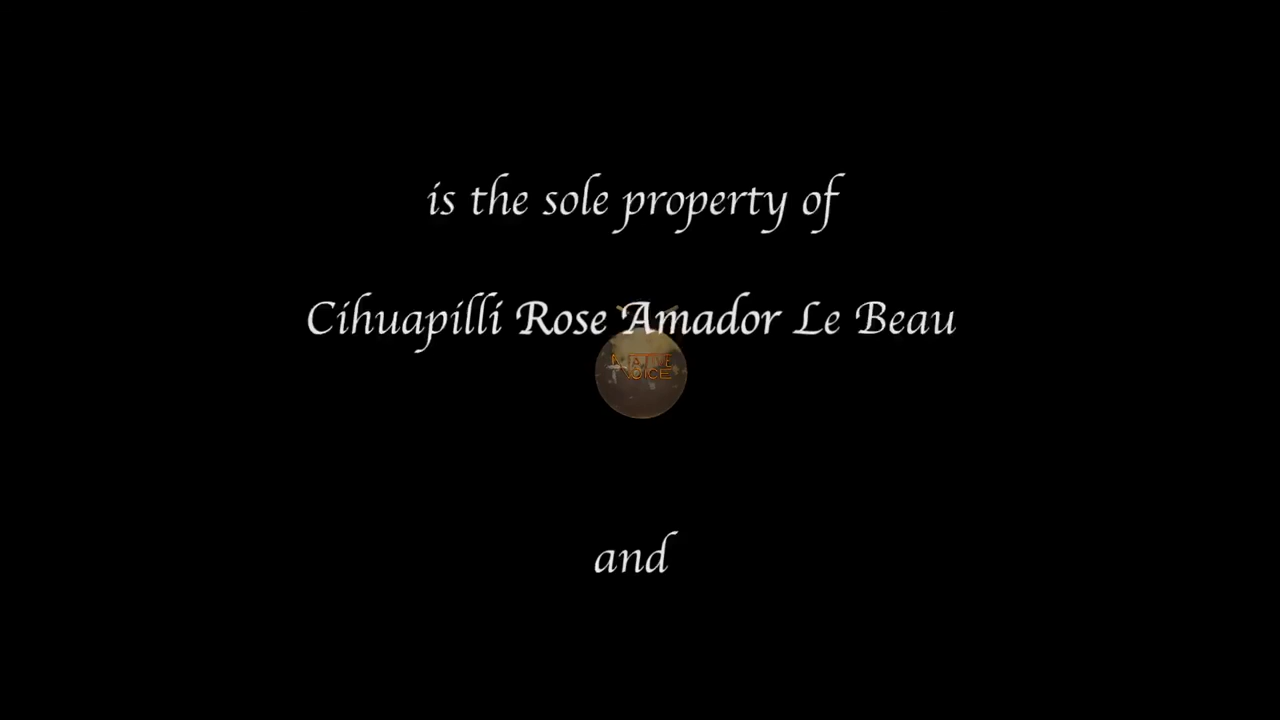 is the sole property of
Cihuapilli Rose Amador Le Beau
NATIVE
VOICE
and